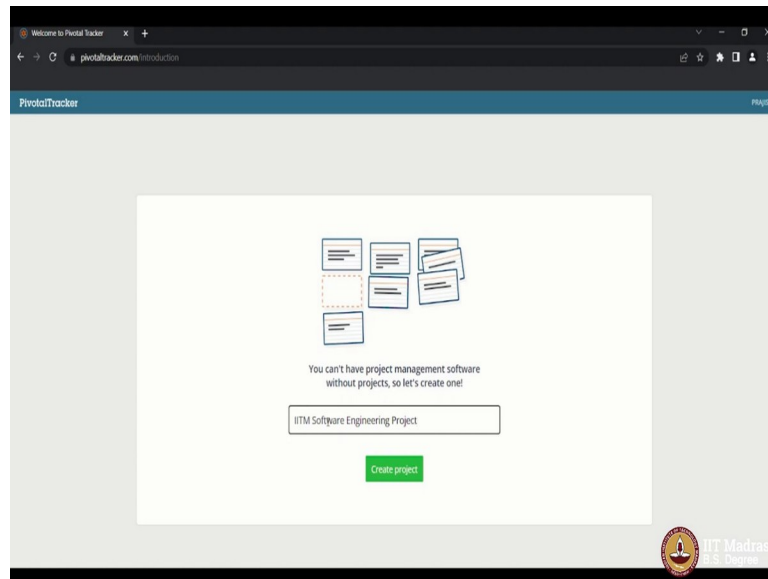 Welcome to Pivotal Tracker
pivotaltracker.com/introduction
PivotalTracker
PRAJIS
You can't have project management software
without projects, so let's create one!
IITM Software Engineering Project
Create project
IIT Madras
B.S. Degree